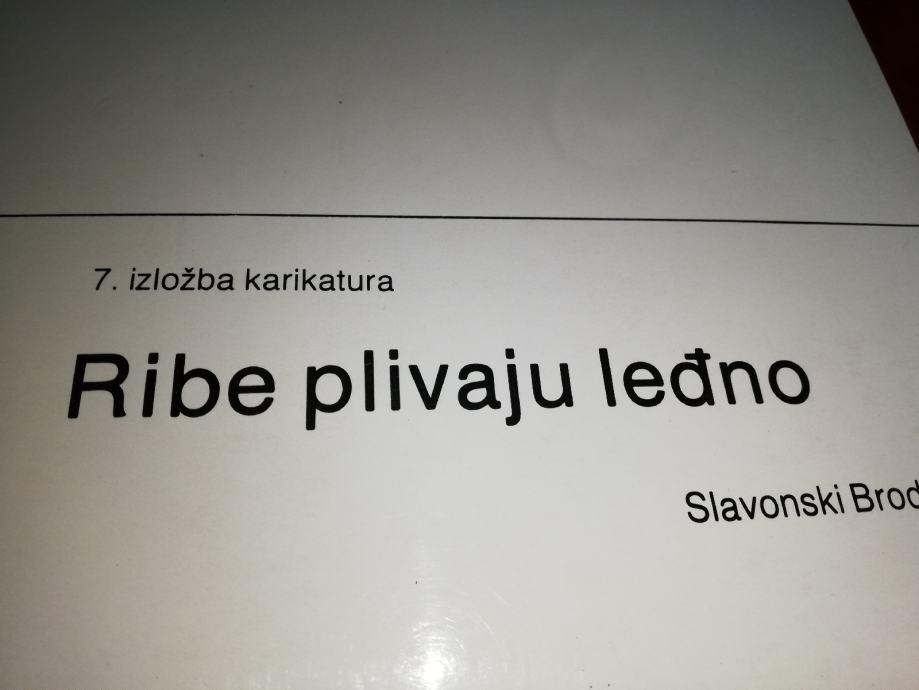 7. izložba karikatura
Ribe plivaju leđno
Slavonski Brod